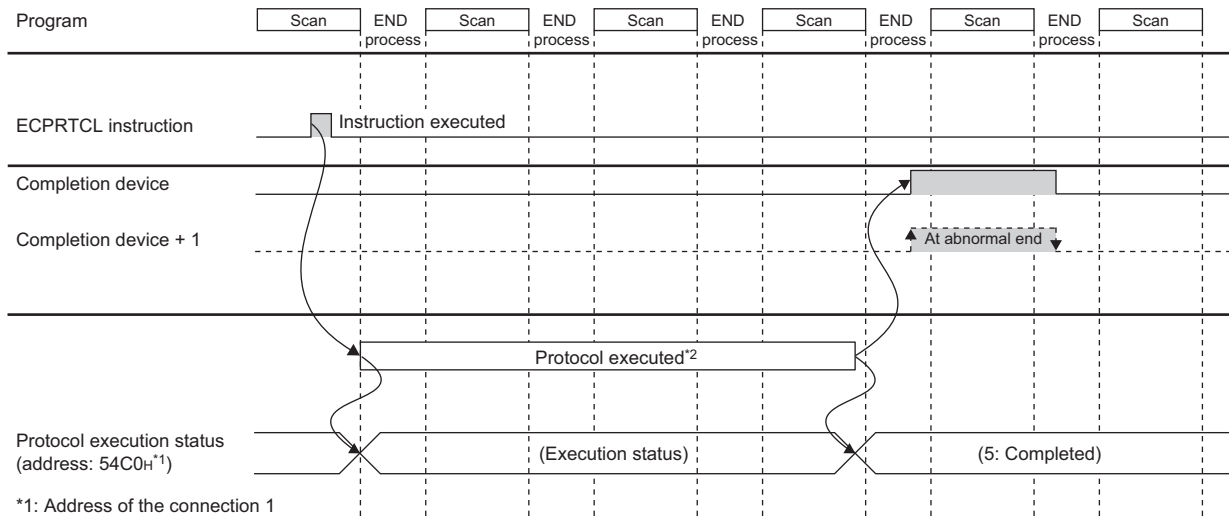 Program
Scan END process Scan END process Scan END process Scan END process Scan END process Scan
ECPRTCL instruction
Instruction executed
Completion device
Completion device + 1
At abnormal end
Protocol executed*2
Protocol execution status
(address: 54C0H*1)
(Execution status)
(5: Completed)
*1: Address of the connection 1